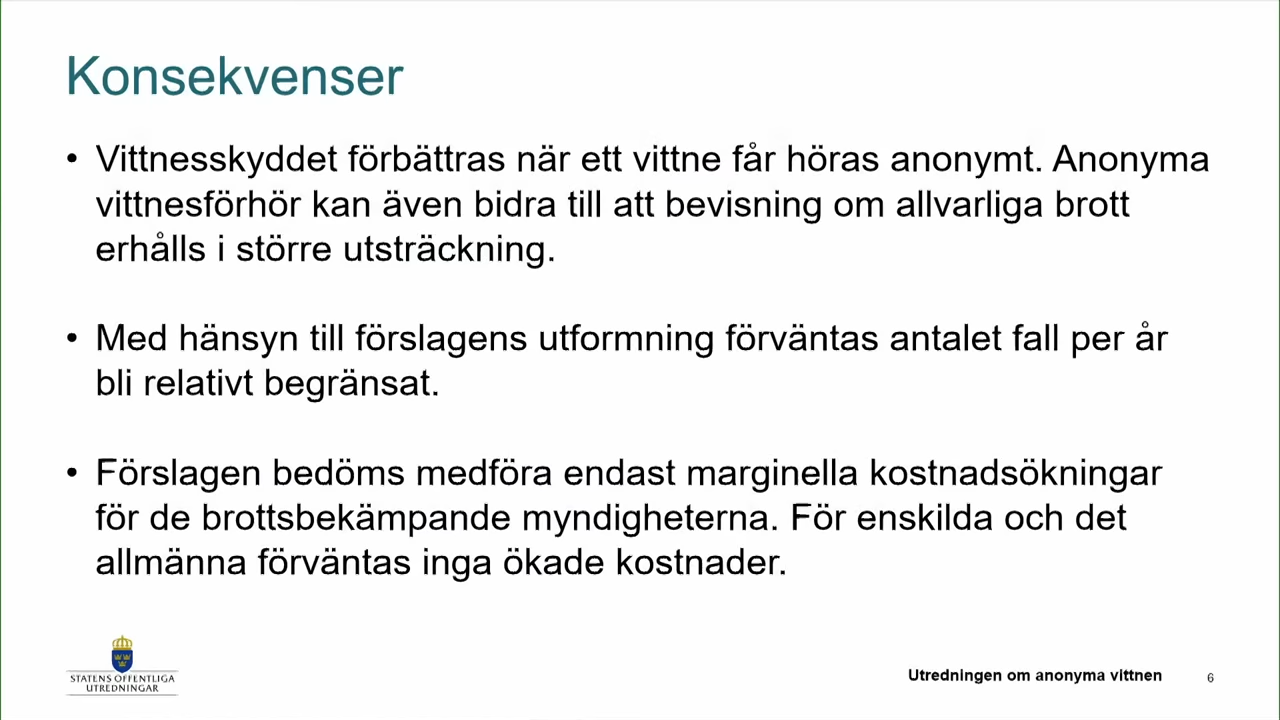 Konsekvenser
• Vittnesskyddet förbättras när ett vittne får höras anonymt. Anonyma
vittnesförhör kan även bidra till att bevisning om allvarliga brott
erhålls i större utsträckning.
• Med hänsyn till förslagens utformning förväntas antalet fall per år
bli relativt begränsat.
• Förslagen bedöms medföra endast marginella kostnadsökningar
för de brottsbekämpande myndigheterna. För enskilda och det
allmänna förväntas inga ökade kostnader.
STATENS OFFENTLIGA
UTREDNINGAR
Utredningen om anonyma vittnen 6